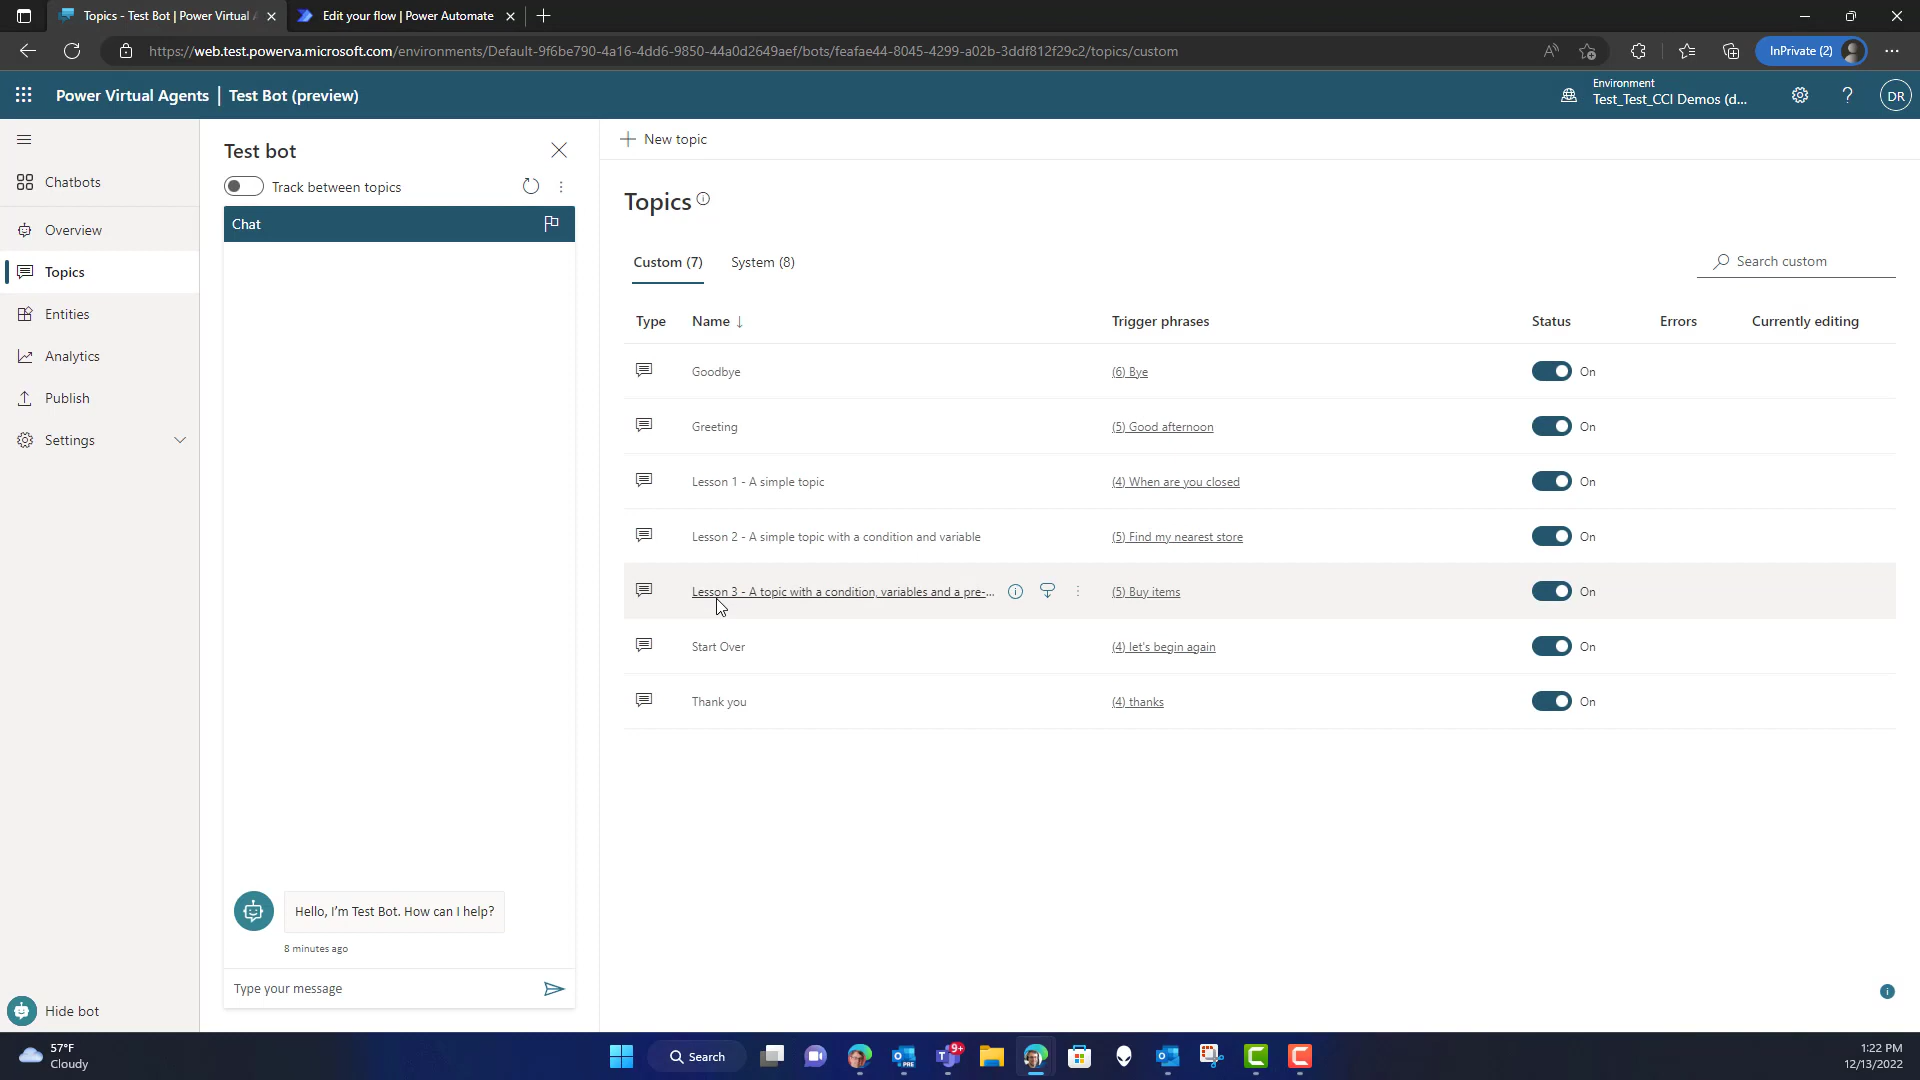 Topics - Test Bot | Power Virtual A
Edit your flow | Power Automate
https://web.test.powerva.microsoft.com/environments/Default-9f6be790-4a16-4dd6-9850-44a0d2649aef/bots/feafae44-8045-4299-a02b-3ddf812f29c2/topics/custom
InPrivate (2)
Power Virtual Agents | Test Bot (preview)
Environment
Test_Test_CCI Demos (d...
DR
Chatbots
Overview
Topics
Entities
Analytics
Publish
Settings
Hide bot
Test bot
Track between topics
Chat
Hello, I'm Test Bot. How can I help?
8 minutes ago
Type your message
New topic
Topics
Custom (7) System (8)
Search custom
Type Name ↓ Trigger phrases Status Errors Currently editing
Goodbye (6) Bye On
Greeting (5) Good afternoon On
Lesson 1 - A simple topic (4) When are you closed On
Lesson 2 - A simple topic with a condition and variable (5) Find my nearest store On
Lesson 3 - A topic with a condition, variables and a pre-... (5) Buy items On
Start Over (4) let's begin again On
Thank you (4) thanks On
57°F
Cloudy
Search
PRE
9+
1:22 PM
12/13/2022